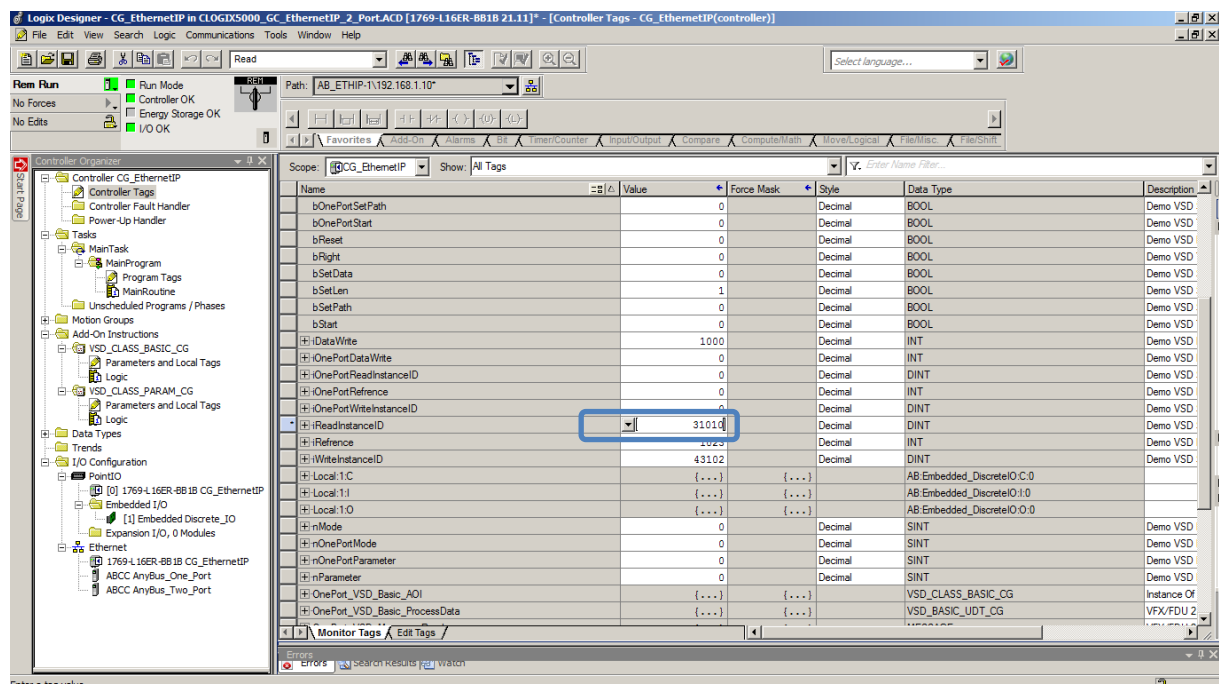 Logix Designer - CG_EthernetIP in CLOGIX5000_GC_EthernetIP_2_Port.ACD [1769-L16ER-BB1B 21.11]* - [Controller Tags - CG_EthernetIP(controller)]
File Edit View Search Logic Communications Tools Window Help
Read
Select language...
Rem Run
Run Mode
REM
Path: AB_ETHIP-1\192.168.1.10*
No Forces
Controller OK
Energy Storage OK
No Edits
I/O OK
Favorites Add-On Alarms Bit Timer/Counter Input/Output Compare Compute/Math Move/Logical File/Misc. File/Shift
Start Page
Controller Organizer
Controller CG_EthernetIP
Controller Tags
Controller Fault Handler
Power-Up Handler
Tasks
MainTask
MainProgram
Program Tags
MainRoutine
Unscheduled Programs / Phases
Motion Groups
Add-On Instructions
VSD_CLASS_BASIC_CG
Parameters and Local Tags
Logic
VSD_CLASS_PARAM_CG
Parameters and Local Tags
Logic
Data Types
Trends
I/O Configuration
PointIO
[0] 1769-L16ER-BB1B CG_EthernetIP
Embedded I/O
[1] Embedded Discrete_IO
Expansion I/O, 0 Modules
Ethernet
1769-L16ER-BB1B CG_EthernetIP
ABCC AnyBus_One_Port
ABCC AnyBus_Two_Port
Scope: CG_EthernetIP Show: All Tags Enter Name Filter...
Name Value Force Mask Style Data Type Description
bOnePortSetPath 0 Decimal BOOL Demo VSD
bOnePortStart 0 Decimal BOOL Demo VSD
bReset 0 Decimal BOOL Demo VSD
bRight 0 Decimal BOOL Demo VSD
bSetData 0 Decimal BOOL Demo VSD
bSetLen 1 Decimal BOOL Demo VSD
bSetPath 0 Decimal BOOL Demo VSD
bStart 0 Decimal BOOL Demo VSD
iDataWrite 1000 Decimal INT Demo VSD
iOnePortDataWrite 0 Decimal INT Demo VSD
iOnePortReadInstanceID 0 Decimal DINT Demo VSD
iOnePortRefrence 0 Decimal INT Demo VSD
iOnePortWriteInstanceID 0 Decimal DINT Demo VSD
iReadInstanceID 31010 Decimal DINT Demo VSD
iRefrence 1023 Decimal INT Demo VSD
iWriteInstanceID 43102 Decimal DINT Demo VSD
Local:1:C {...} {...} AB:Embedded_DiscreteIO:C:0
Local:1:I {...} {...} AB:Embedded_DiscreteIO:I:0
Local:1:O {...} {...} AB:Embedded_DiscreteIO:O:0
nMode 0 Decimal SINT Demo VSD
nOnePortMode 0 Decimal SINT Demo VSD
nOnePortParameter 0 Decimal SINT Demo VSD
nParameter 0 Decimal SINT Demo VSD
OnePort_VSD_Basic_AOI {...} {...} VSD_CLASS_BASIC_CG Instance Of
OnePort_VSD_Basic_ProcessData {...} {...} VSD_BASIC_UDT_CG VFX/FDU 2
Monitor Tags Edit Tags
Errors
Errors Search Results Watch
Enter a tag value